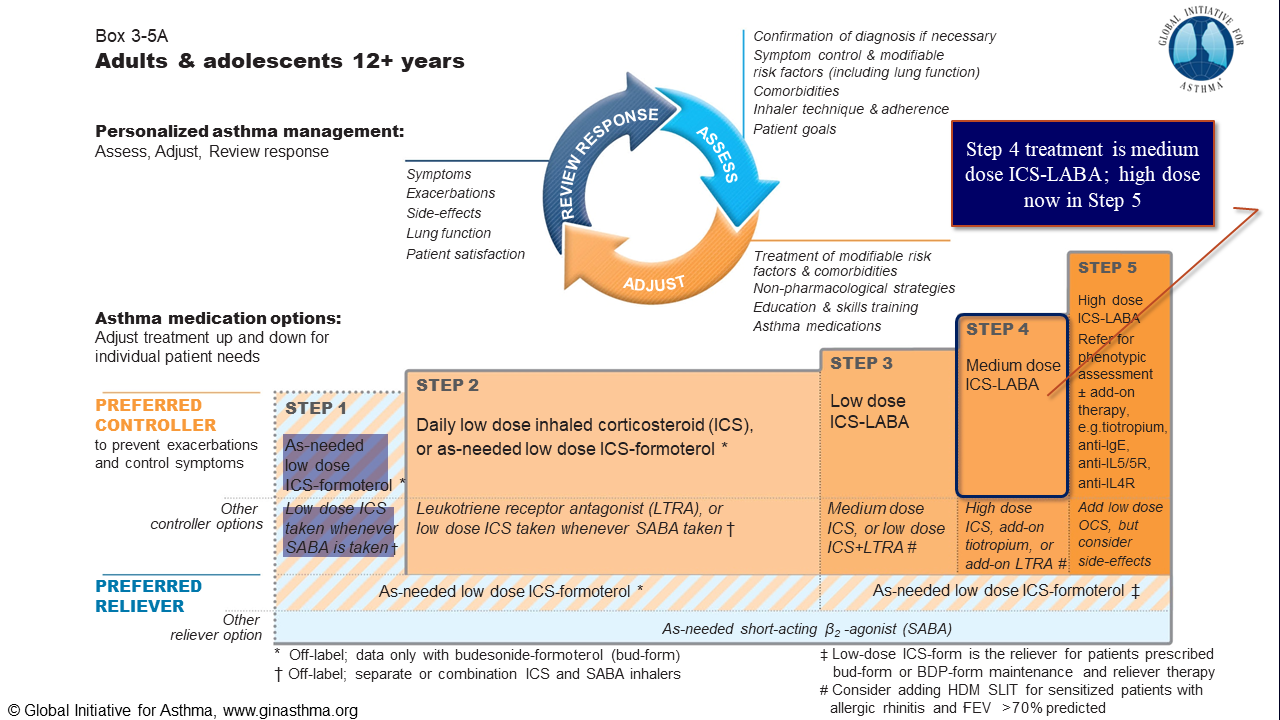 Box 3-5A
Adults & adolescents 12+ years
Personalized asthma management:
Assess, Adjust, Review response
Symptoms
Exacerbations
Side-effects
Lung function
Patient satisfaction
REVIEW RESPONSE
ASSESS
ADJUST
Confirmation of diagnosis if necessary
Symptom control & modifiable
risk factors (including lung function)
Comorbidities
Inhaler technique & adherence
Patient goals
Treatment of modifiable risk
factors & comorbidities
Non-pharmacological strategies
Education & skills training
Asthma medications
GLOBAL INITIATIVE FOR
ASTHMA
Step 4 treatment is medium
dose ICS-LABA; high dose
now in Step 5
Asthma medication options:
Adjust treatment up and down for
individual patient needs
PREFERRED
CONTROLLER
to prevent exacerbations
and control symptoms
Other
controller options
PREFERRED
RELIEVER
Other
reliever option
STEP 1
As-needed
low dose
ICS-formoterol *
Low dose ICS
taken whenever
SABA is taken †
STEP 2
Daily low dose inhaled corticosteroid (ICS),
or as-needed low dose ICS-formoterol *
Leukotriene receptor antagonist (LTRA), or
low dose ICS taken whenever SABA taken †
STEP 3
Low dose
ICS-LABA
Medium dose
ICS, or low dose
ICS+LTRA #
STEP 4
Medium dose
ICS-LABA
High dose
ICS, add-on
tiotropium, or
add-on LTRA #
STEP 5
High dose
ICS-LABA
Refer for
phenotypic
assessment
± add-on
therapy,
e.g.tiotropium,
anti-IgE,
anti-IL5/5R,
anti-IL4R
Add low dose
OCS, but
consider
side-effects
As-needed low dose ICS-formoterol *
As-needed low dose ICS-formoterol ‡
As-needed short-acting β2 -agonist (SABA)
* Off-label; data only with budesonide-formoterol (bud-form)
† Off-label; separate or combination ICS and SABA inhalers
‡ Low-dose ICS-form is the reliever for patients prescribed
bud-form or BDP-form maintenance and reliever therapy
# Consider adding HDM SLIT for sensitized patients with
allergic rhinitis and FEV >70% predicted
© Global Initiative for Asthma, www.ginasthma.org